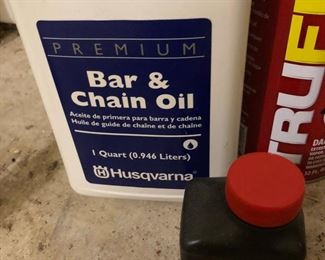 PREMIUM
Bar &
Chain Oil
Aceite de primera para barra y cadena
Huile de guide de chaîne et de chaîne
1 Quart (0.946 Liters)
Husqvarna
TRUF